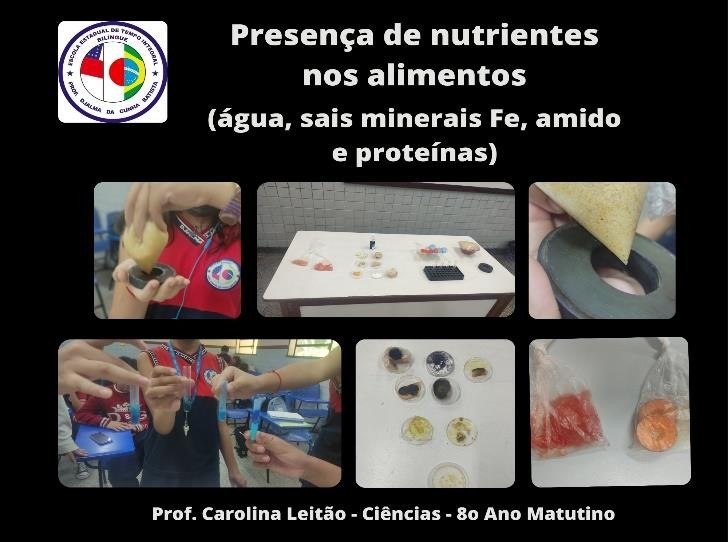 ESCOLA ESTADUAL DE TEMPO INTEGRAL
BILÍNGUE
PROF. DJALMA DA CUNHA BATISTA
Presença de nutrientes
nos alimentos
(água, sais minerais Fe, amido
e proteínas)
Prof. Carolina Leitão - Ciências - 8o Ano Matutino